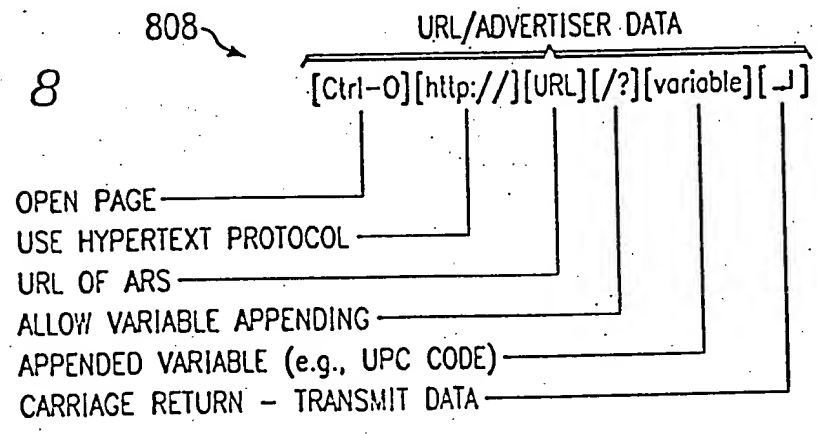 808
URL/ADVERTISER DATA
8
[Ctrl-O][http://][URL][/?][variable][↵]
OPEN PAGE
USE HYPERTEXT PROTOCOL
URL OF ARS
ALLOW VARIABLE APPENDING
APPENDED VARIABLE (e.g., UPC CODE)
CARRIAGE RETURN - TRANSMIT DATA